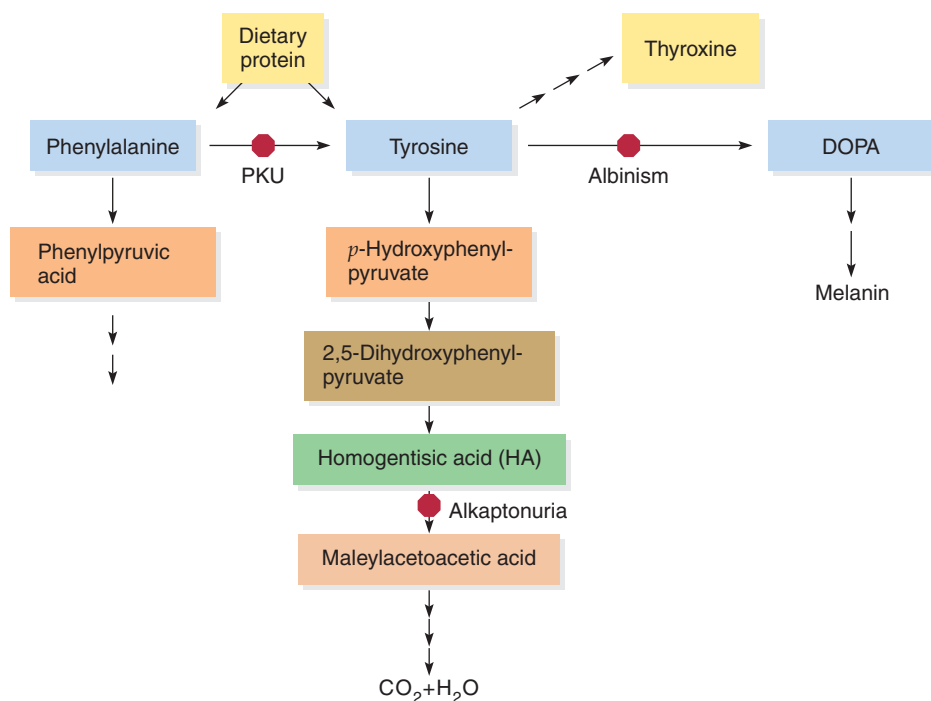 Dietary
protein
Thyroxine
Phenylalanine
Tyrosine
DOPA
PKU
Albinism
Phenylpyruvic
acid
p-Hydroxyphenyl-
pyruvate
Melanin
2,5-Dihydroxyphenyl-
pyruvate
Homogentisic acid (HA)
Alkaptonuria
Maleylacetoacetic acid
CO₂+H₂O